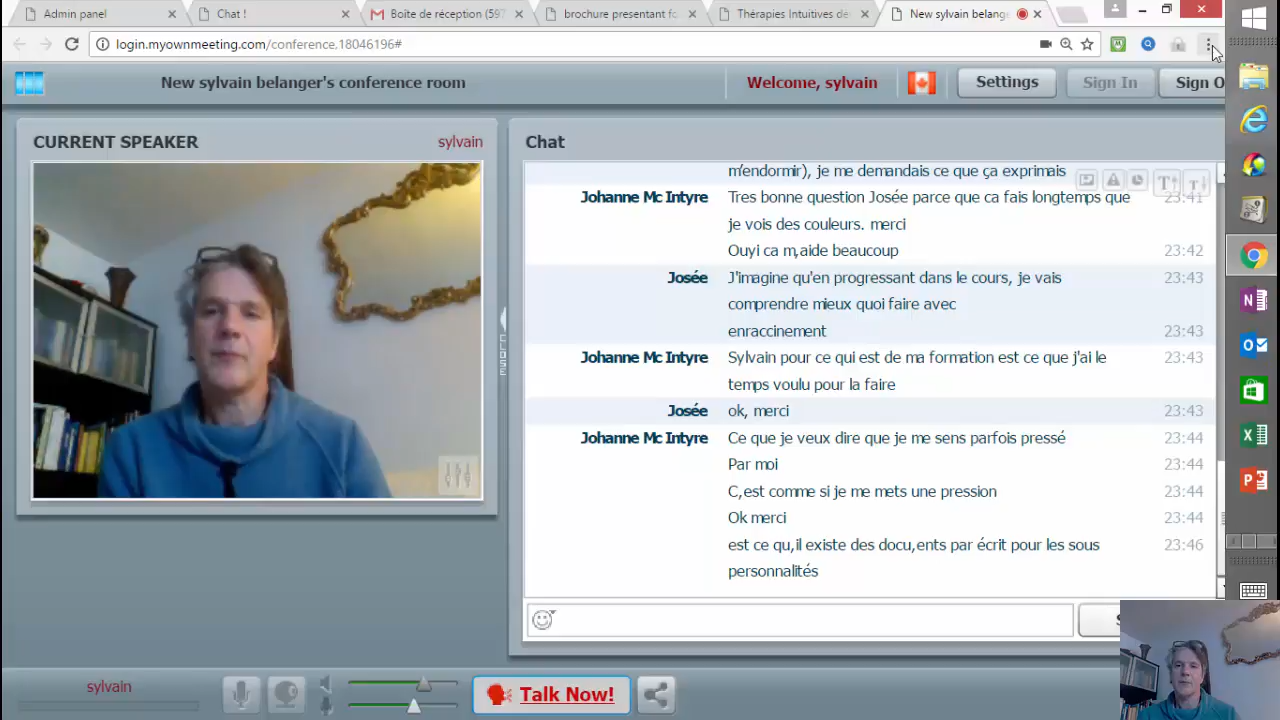 Admin panel
Chat !
Boîte de réception (59
brochure presentant fo
Thérapies Intuitives dé
New sylvain belange
login.myownmeeting.com/conference,18046196#
New sylvain belanger's conference room
Welcome, sylvain
Settings
Sign In
Sign O
CURRENT SPEAKER
sylvain
Chat
m'endormir), je me demandais ce que ça exprimais
Johanne Mc Intyre Tres bonne question Josée parce que ca fais longtemps que 23:41
je vois des couleurs. merci
Ouyi ca m,aide beaucoup 23:42
Josée J'imagine qu'en progressant dans le cours, je vais 23:43
comprendre mieux quoi faire avec
enraccinement 23:43
Johanne Mc Intyre Sylvain pour ce qui est de ma formation est ce que j'ai le 23:43
temps voulu pour la faire
Josée ok, merci 23:43
Johanne Mc Intyre Ce que je veux dire que je me sens parfois pressé 23:44
Par moi 23:44
C,est comme si je me mets une pression 23:44
Ok merci 23:44
est ce qu,il existe des docu,ents par écrit pour les sous 23:46
personnalités
CLOSE
sylvain
Talk Now!